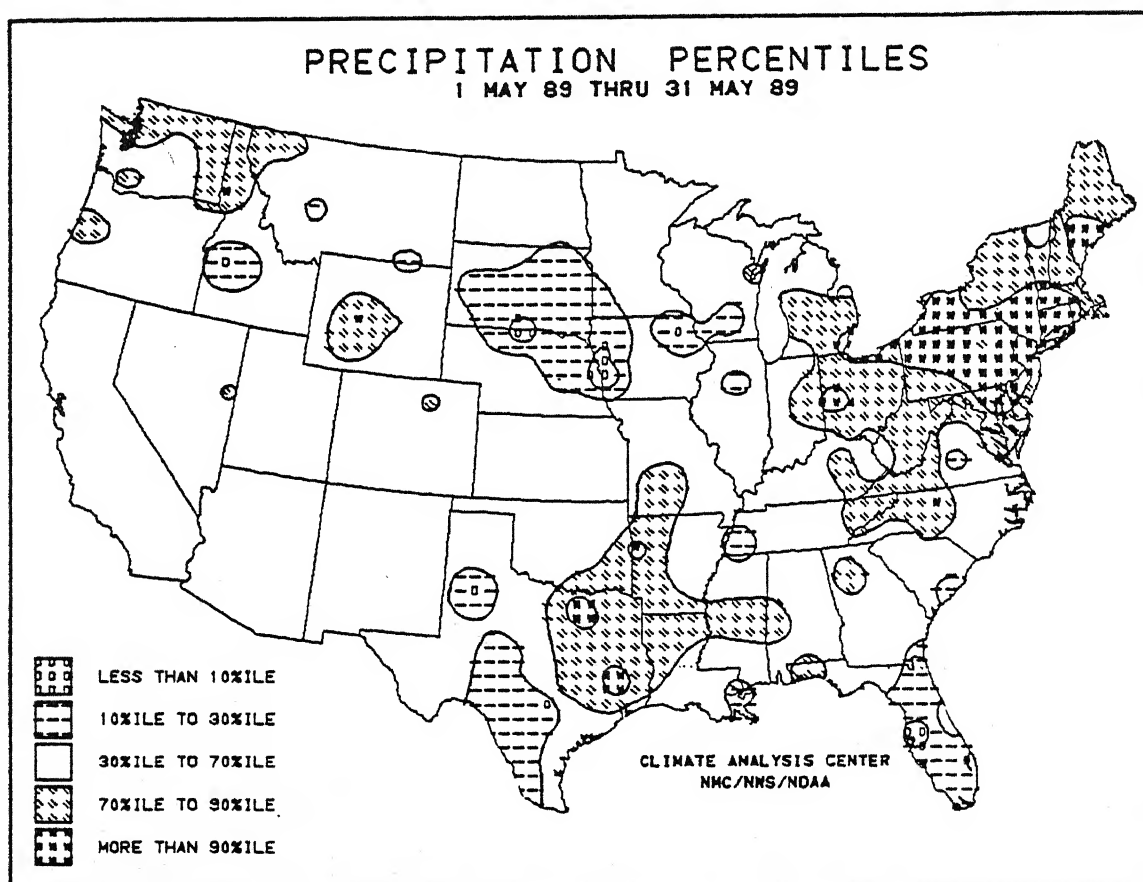 PRECIPITATION PERCENTILES
1 MAY 89 THRU 31 MAY 89
LESS THAN 10%ILE
10%ILE TO 30%ILE
30%ILE TO 70%ILE
70%ILE TO 90%ILE
MORE THAN 90%ILE
CLIMATE ANALYSIS CENTER
NMC/NWS/NOAA